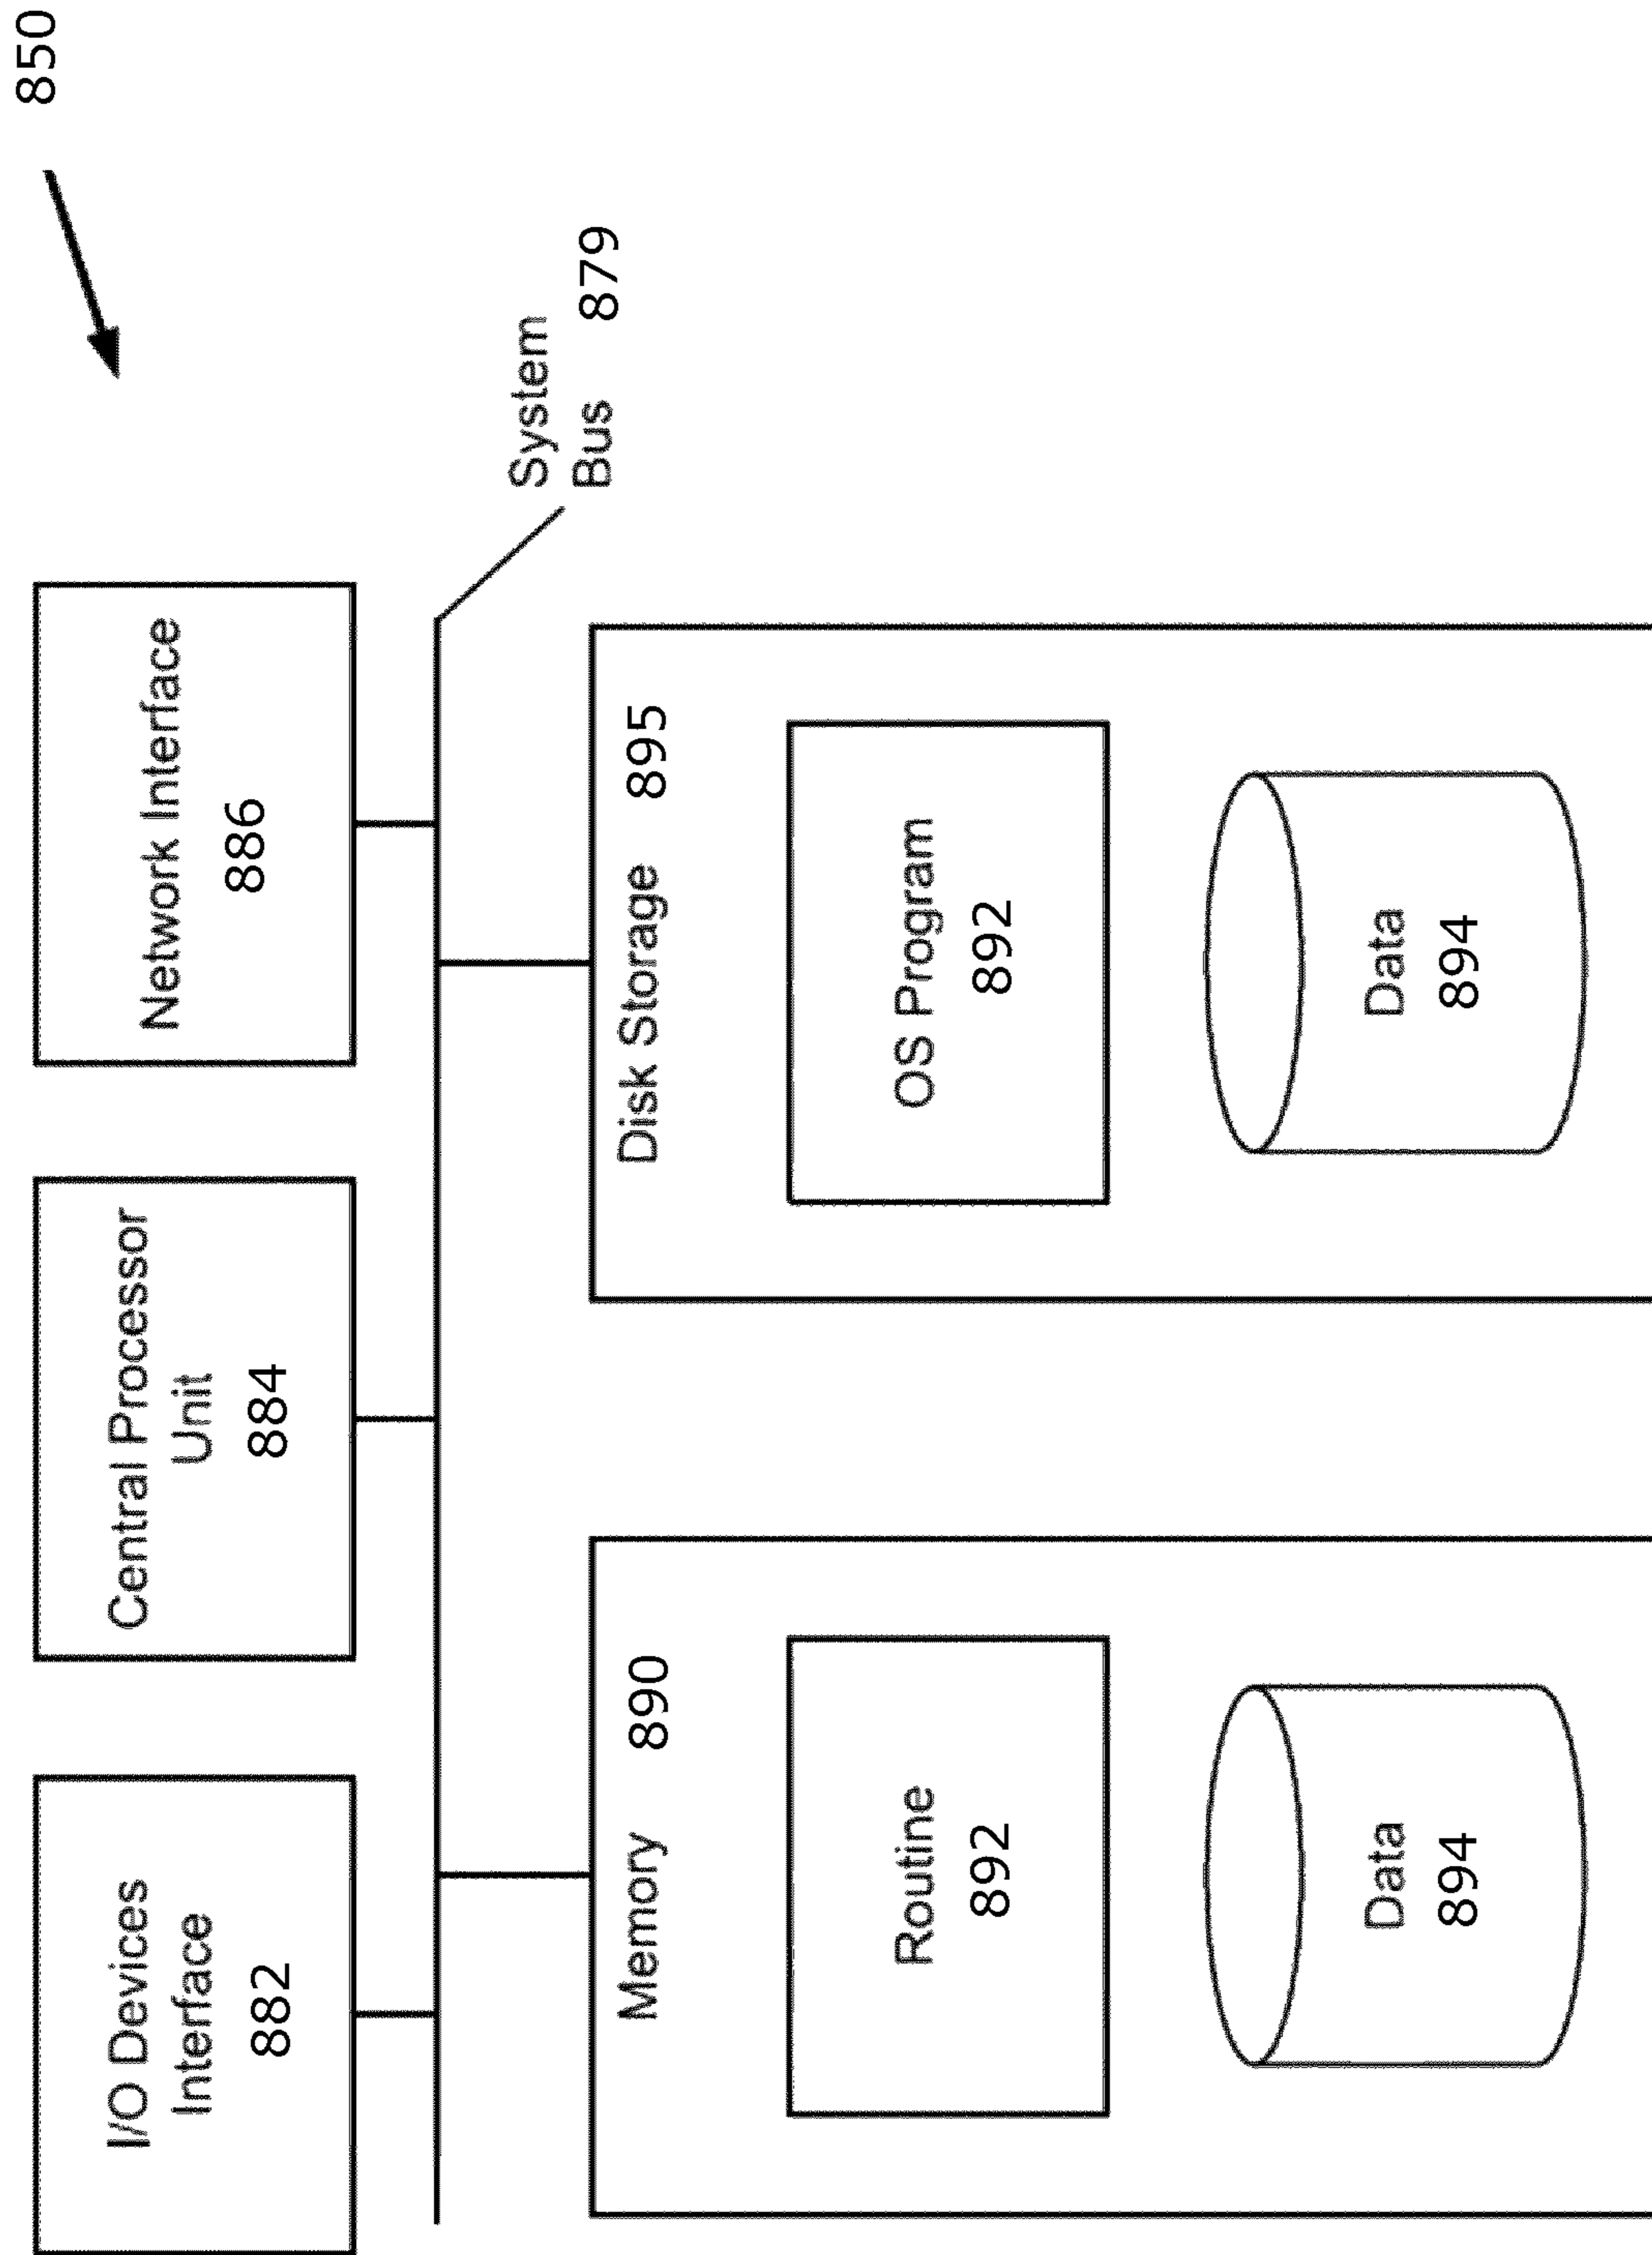 850
I/O Devices
Interface
882
Central Processor
Unit
884
Network Interface
886
System
Bus 879
Memory 890
Routine
892
Data
894
Disk Storage 895
OS Program
892
Data
894